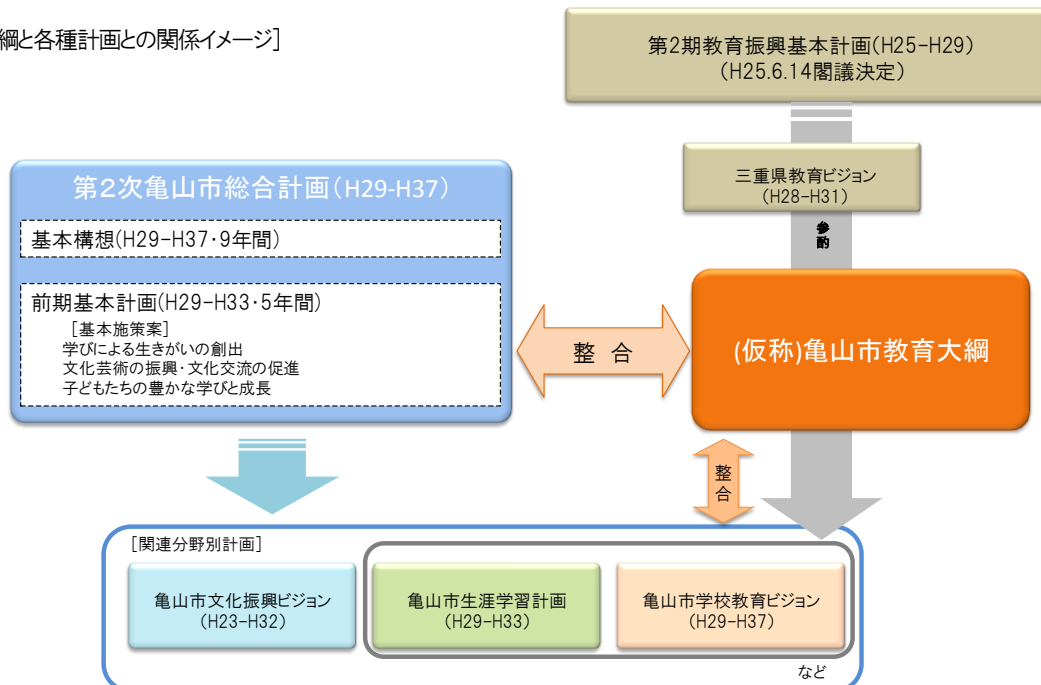 綱と各種計画との関係イメージ]
第2期教育振興基本計画(H25-H29)
(H25.6.14閣議決定)
三重県教育ビジョン
(H28-H31)
参酌
第2次亀山市総合計画(H29-H37)
基本構想(H29-H37・9年間)
前期基本計画(H29-H33・5年間)
[基本施策案]
学びによる生きがいの創出
文化芸術の振興・文化交流の促進
子どもたちの豊かな学びと成長
整 合
(仮称)亀山市教育大綱
整合
[関連分野別計画]
亀山市文化振興ビジョン
(H23-H32)
亀山市生涯学習計画
(H29-H33)
亀山市学校教育ビジョン
(H29-H37)
など